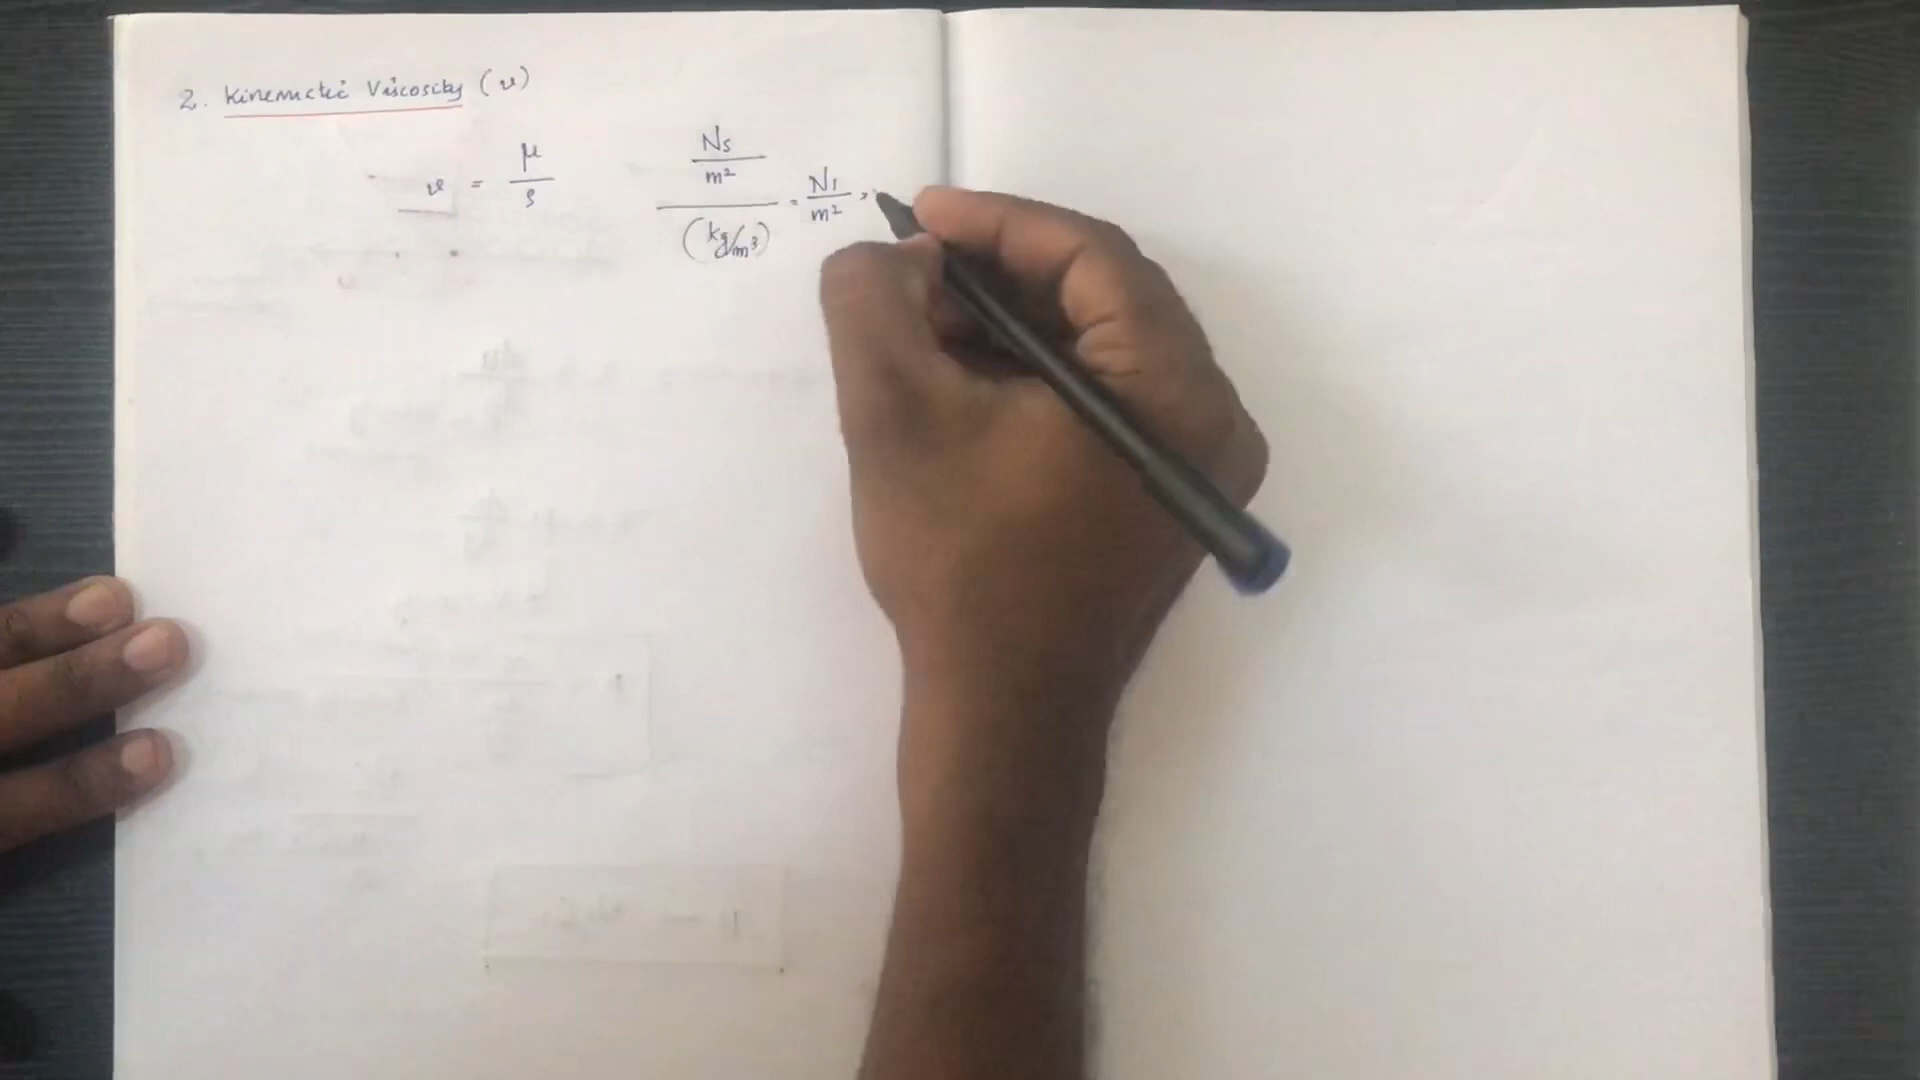 2. Kinematic Viscosity (ν)
ν = μ/ρ
(Ns/m²)/(kg/m³) = Ns/m² ×